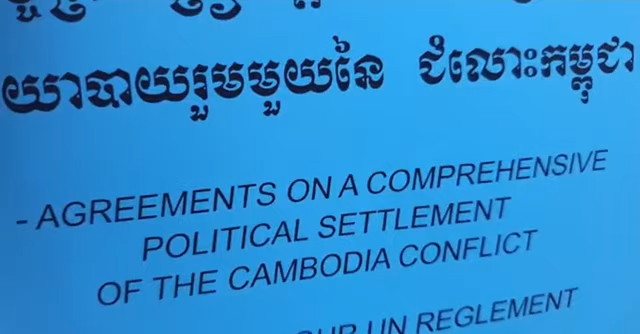 យាបាយរួមមួយនៃ ជំលោះកម្ពុជា
- AGREEMENTS ON A COMPREHENSIVE
POLITICAL SETTLEMENT
OF THE CAMBODIA CONFLICT
UN REGLEMENT